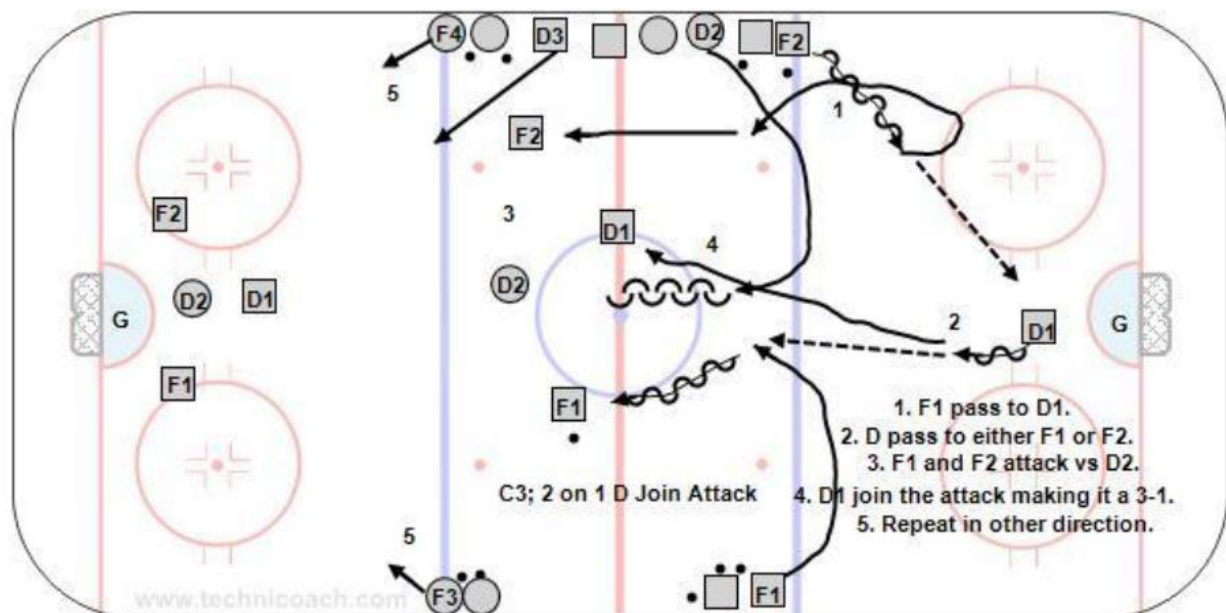 F4
D3
D2
F2
5
1
F2
F2
3
D1
4
D2
D1
D2
2
D1
G
G
F1
F1
1. F1 pass to D1.
2. D pass to either F1 or F2.
3. F1 and F2 attack vs D2.
C3; 2 on 1 D Join Attack
4. D1 join the attack making it a 3-1.
5. Repeat in other direction.
5
www.technicoach.com
F3
F1